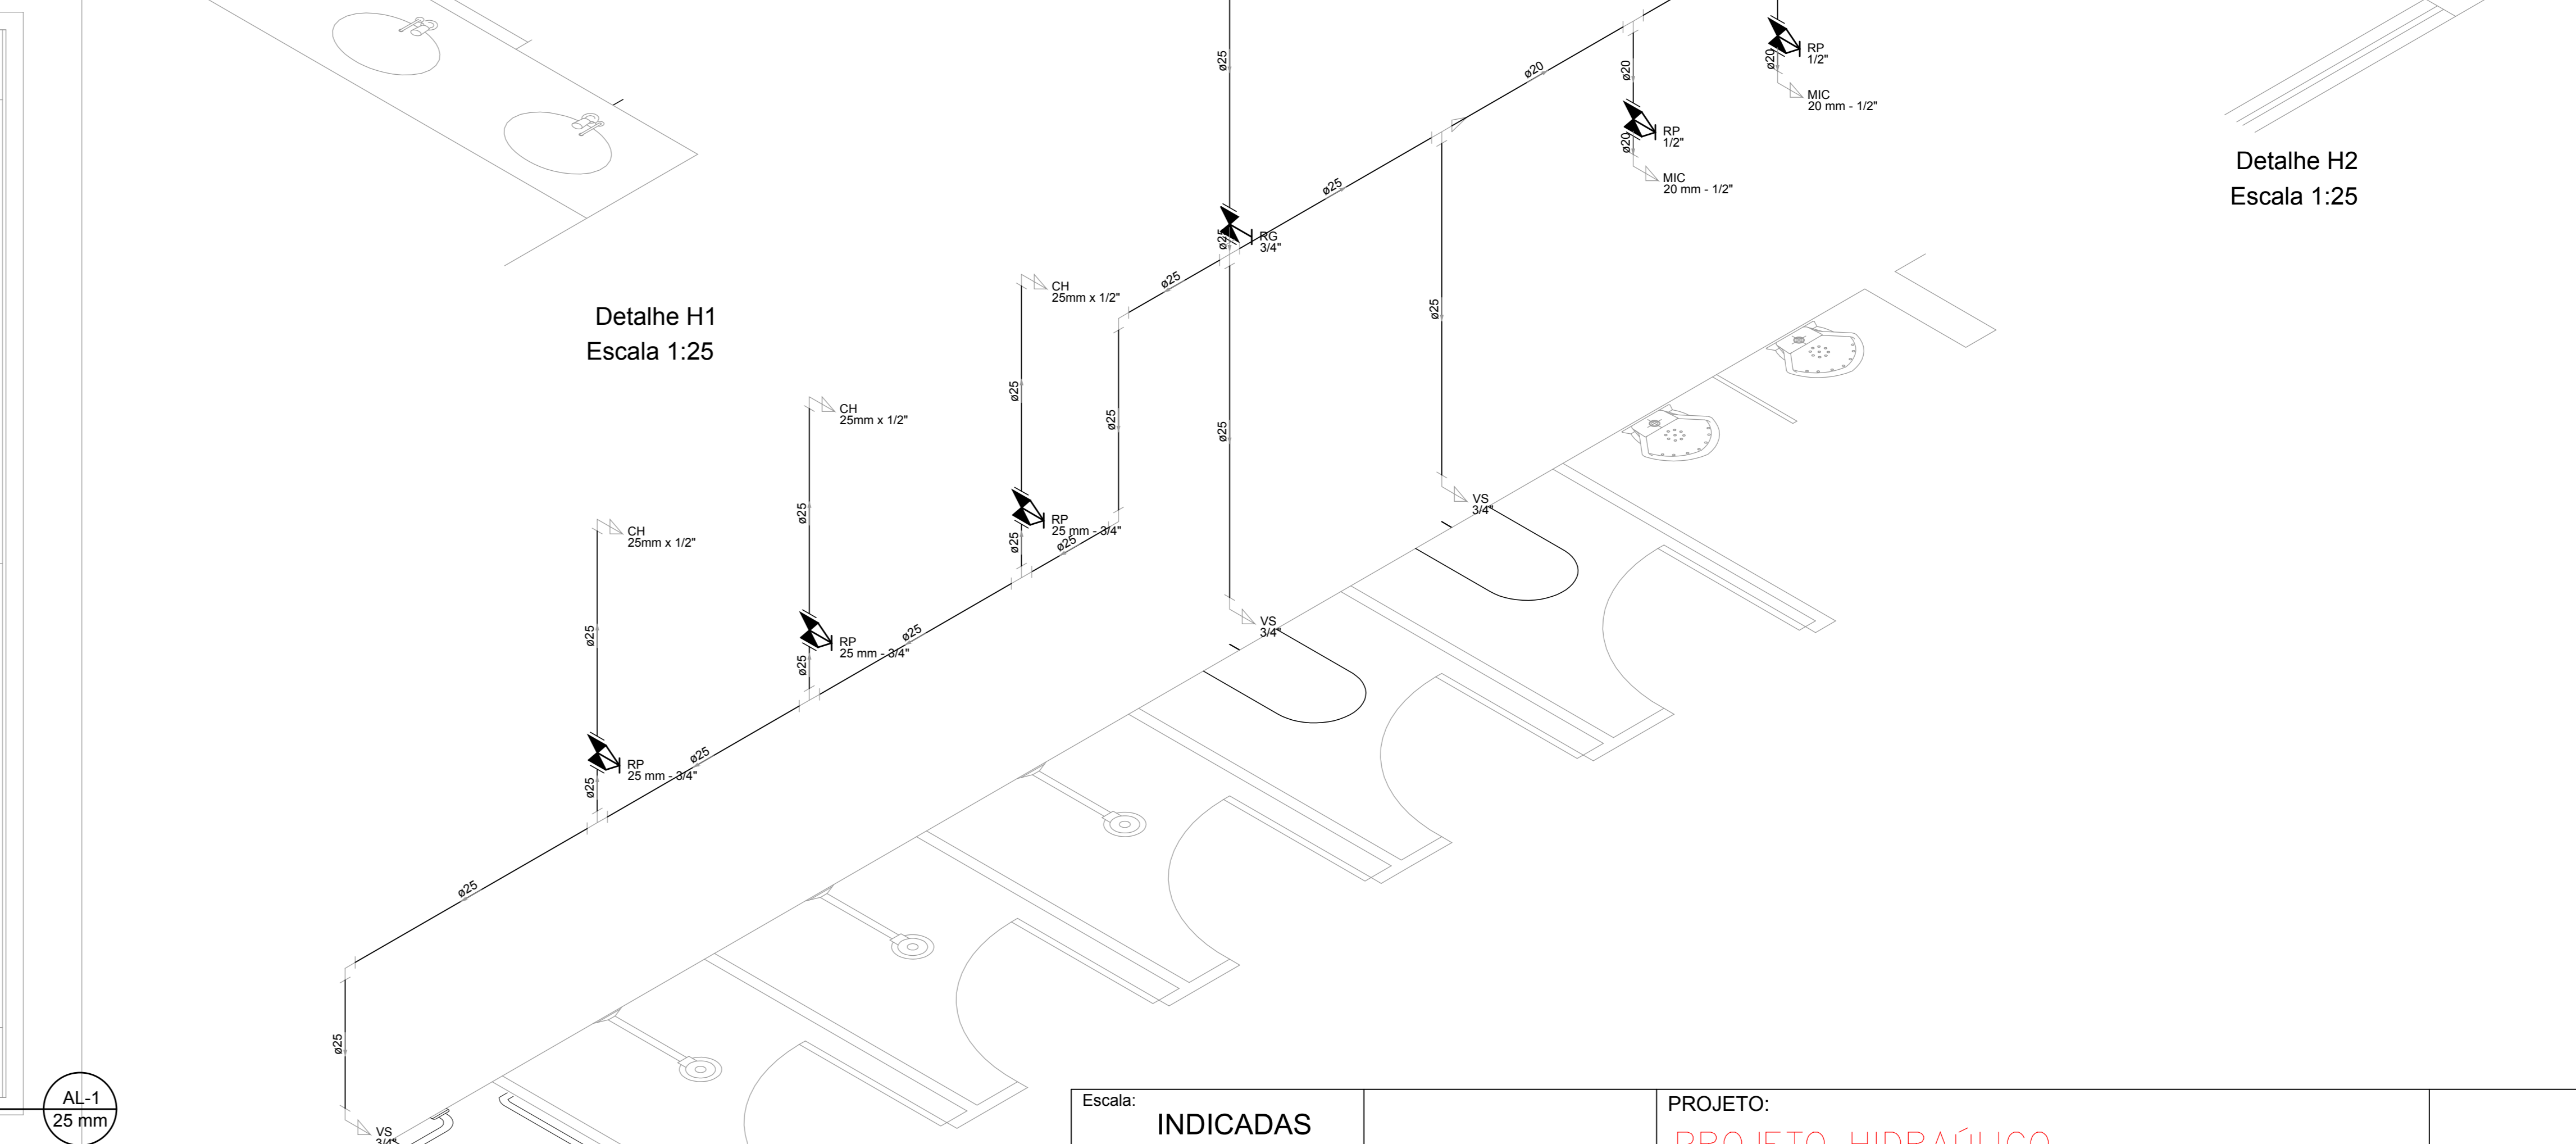 ø25
ø20
ø20
RP
1/2"
ø20
MIC
20 mm - 1/2"
RP
1/2"
ø20
MIC
20 mm - 1/2"
Detalhe H2
Escala 1:25
ø25
RG
3/4"
ø25
ø25
CH
25mm x 1/2"
Detalhe H1
Escala 1:25
ø25
ø25
ø25
ø25
CH
25mm x 1/2"
ø25
VS
3/4"
RP
25 mm - 3/4"
ø25
ø25
ø25
CH
25mm x 1/2"
VS
3/4"
ø25
RP
25 mm - 3/4"
ø25
ø25
RP
25 mm - 3/4"
ø25
ø25
ø25
ø25
AL-1
25 mm
VS
3/4"
Escala:
INDICADAS
PROJETO:
PROJETO HIDRAÚLICO